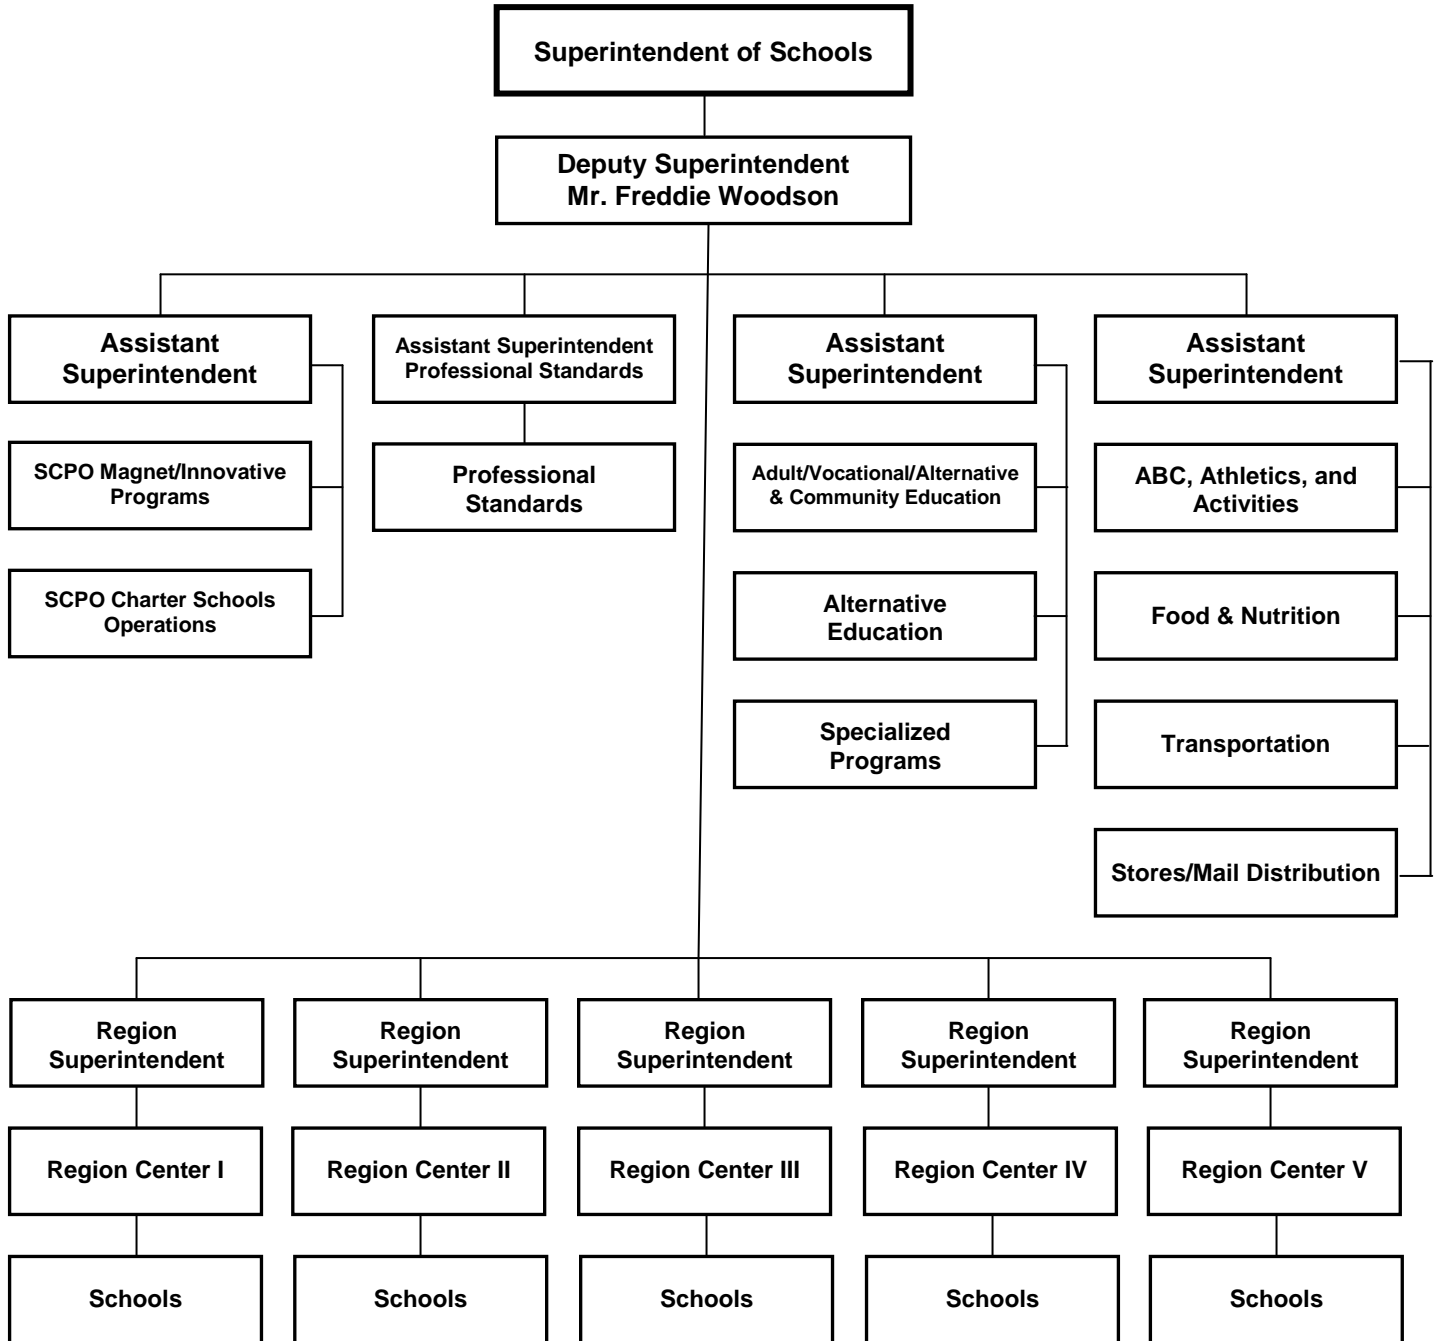 Superintendent of Schools
Deputy Superintendent
Mr. Freddie Woodson
Assistant
Superintendent
SCPO Magnet/Innovative
Programs
SCPO Charter Schools
Operations
Assistant Superintendent
Professional Standards
Professional
Standards
Assistant
Superintendent
Adult/Vocational/Alternative
& Community Education
Alternative
Education
Specialized
Programs
Assistant
Superintendent
ABC, Athletics, and
Activities
Food & Nutrition
Transportation
Stores/Mail Distribution
Region
Superintendent
Region Center I
Schools
Region
Superintendent
Region Center II
Schools
Region
Superintendent
Region Center III
Schools
Region
Superintendent
Region Center IV
Schools
Region
Superintendent
Region Center V
Schools